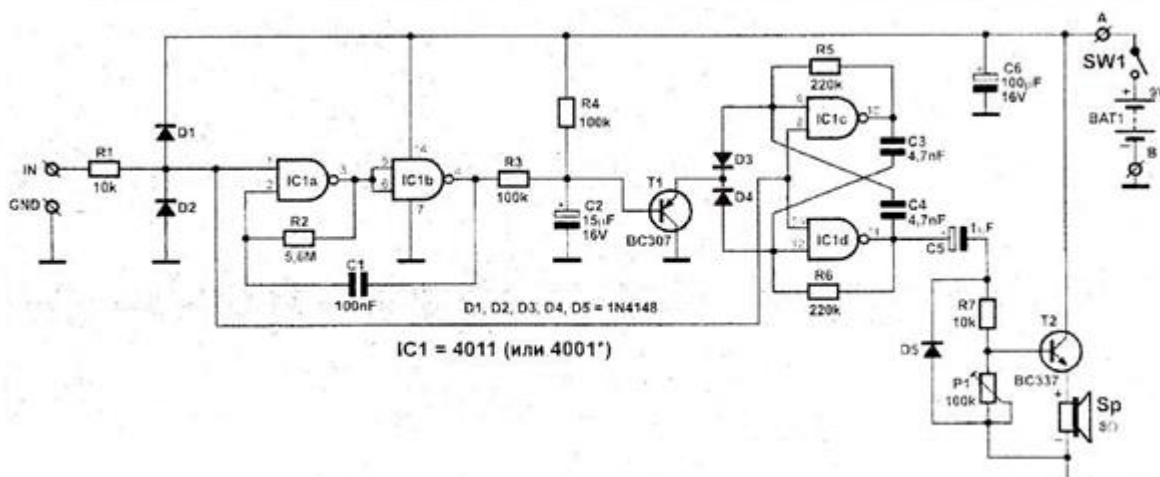 A
SW1
R5
220k
C6
100µF
16V
BAT1
B
R4
100k
IC1c
C3
4,7nF
D1
IN
R1
10k
IC1a
IC1b
R3
100k
T1
BC307
D3
D4
C4
4,7nF
GND
D2
R2
5,6M
C2
15µF
16V
IC1d
C5
C1
100nF
R6
220k
D1, D2, D3, D4, D5 = 1N4148
IC1 = 4011 (или 4001*)
R7
10k
D5
T2
BC337
P1
100k
Sp
8Ω